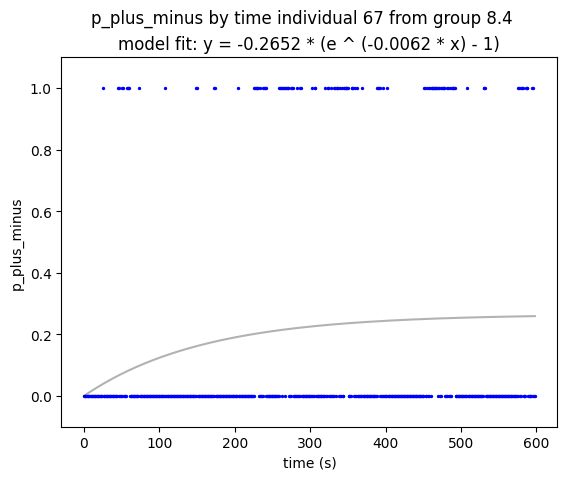 p_plus_minus by time individual 67 from group 8.4
model fit: y = -0.2652 * (e ^ (-0.0062 * x) - 1)
1.0
0.8
0.6
0.4
0.2
0.0
p_plus_minus
0 100 200 300 400 500 600
time (s)